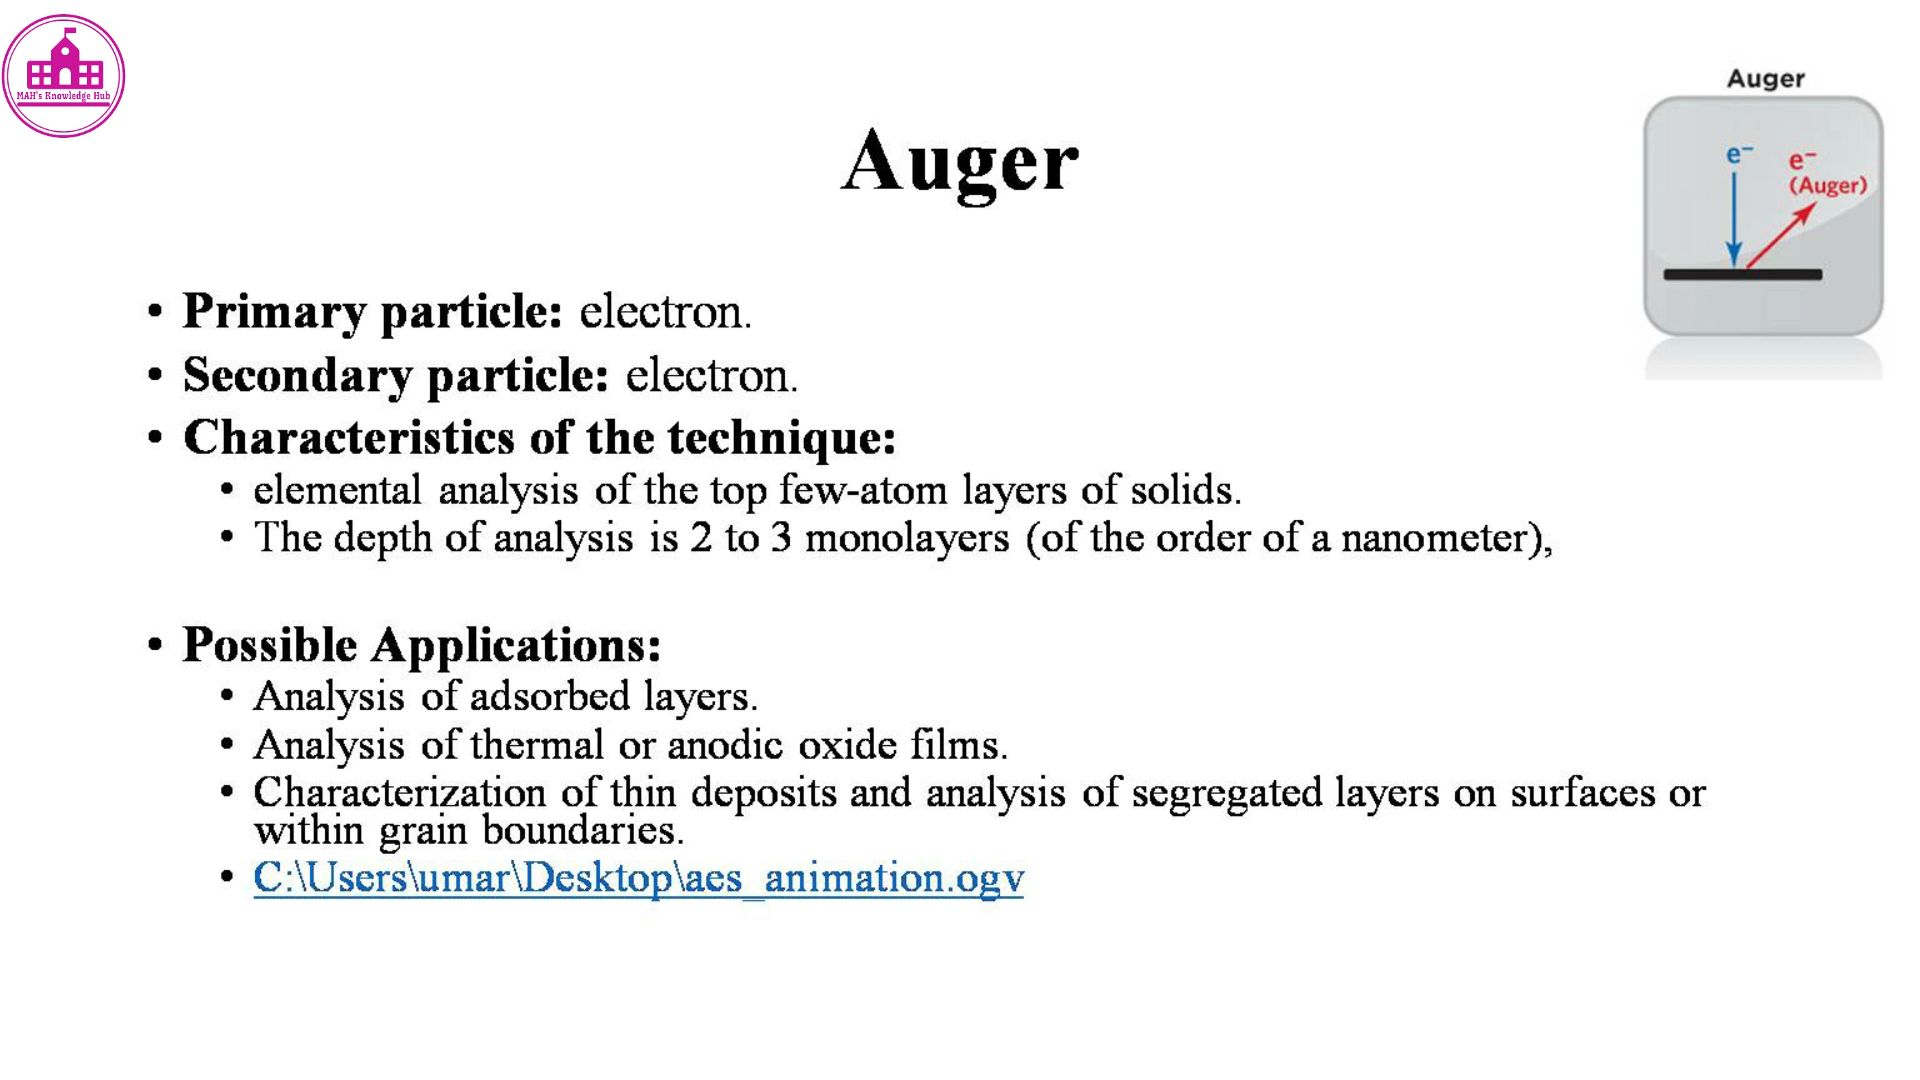 MAH's Knowledge Hub
Auger
e–
e–
(Auger)
Auger
• Primary particle: electron.
• Secondary particle: electron.
• Characteristics of the technique:
• elemental analysis of the top few-atom layers of solids.
• The depth of analysis is 2 to 3 monolayers (of the order of a nanometer),
• Possible Applications:
• Analysis of adsorbed layers.
• Analysis of thermal or anodic oxide films.
• Characterization of thin deposits and analysis of segregated layers on surfaces or
within grain boundaries.
• C:\Users\umar\Desktop\aes_animation.ogv